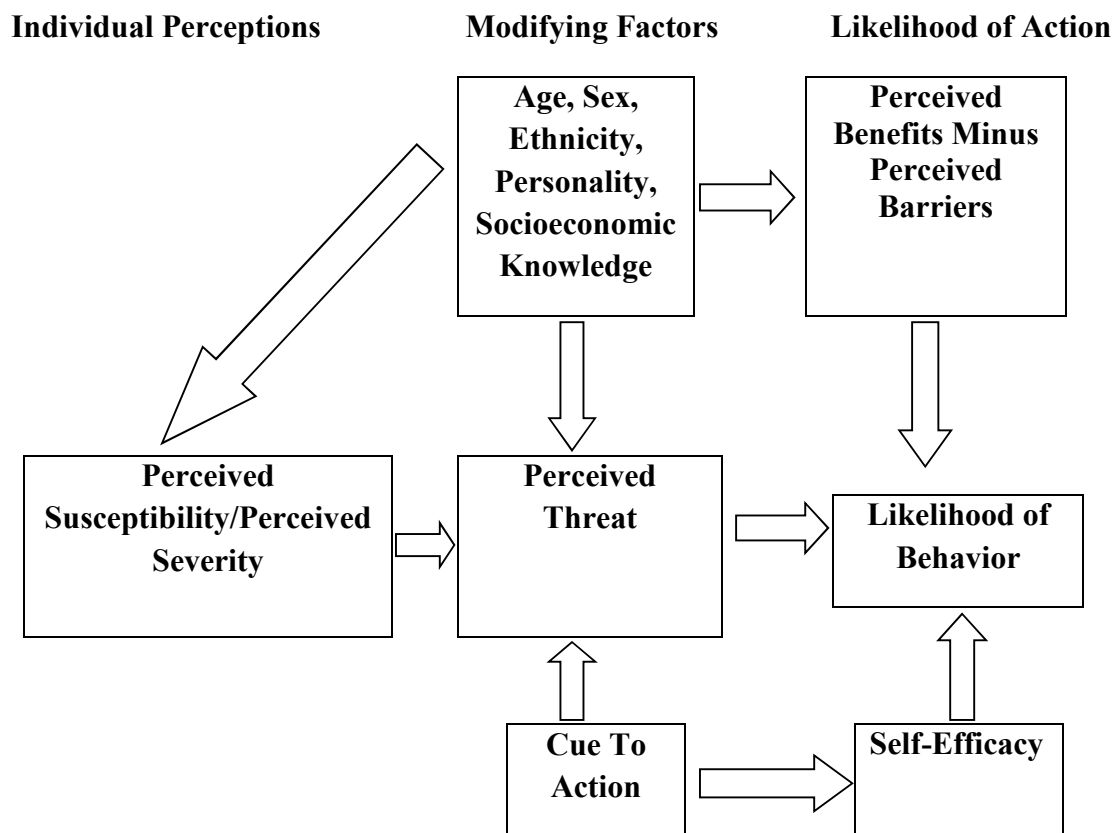 Individual Perceptions
Modifying Factors
Likelihood of Action
Age, Sex,
Ethnicity,
Personality,
Socioeconomic
Knowledge
Perceived
Benefits Minus
Perceived
Barriers
Perceived
Susceptibility/Perceived
Severity
Perceived
Threat
Likelihood of
Behavior
Cue To
Action
Self-Efficacy